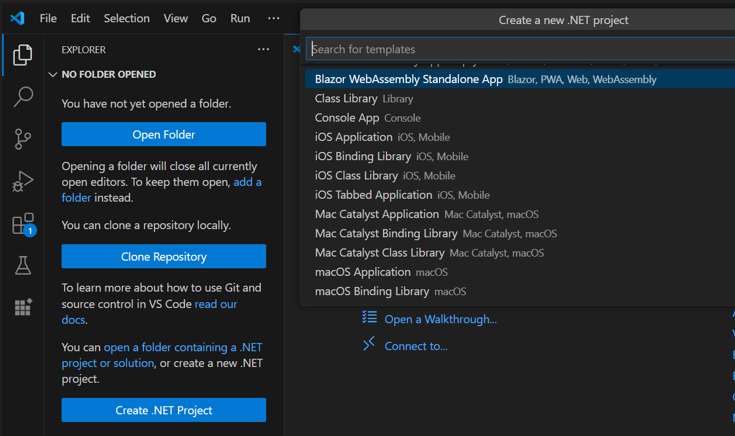 File Edit Selection View Go Run ···
Create a new .NET project
EXPLORER ···
Search for templates
NO FOLDER OPENED
Blazor WebAssembly Standalone App Blazor, PWA, Web, WebAssembly
You have not yet opened a folder.
Class Library Library
Console App Console
Open Folder
iOS Application iOS, Mobile
iOS Binding Library iOS, Mobile
iOS Class Library iOS, Mobile
iOS Tabbed Application iOS, Mobile
Mac Catalyst Application Mac Catalyst, macOS
Mac Catalyst Binding Library Mac Catalyst, macOS
Mac Catalyst Class Library Mac Catalyst, macOS
macOS Application macOS
macOS Binding Library macOS
Opening a folder will close all currently
open editors. To keep them open, add a
folder instead.
You can clone a repository locally.
1
Clone Repository
To learn more about how to use Git and
source control in VS Code read our
docs.
Open a Walkthrough...
Connect to...
You can open a folder containing a .NET
project or solution, or create a new .NET
project.
Create .NET Project